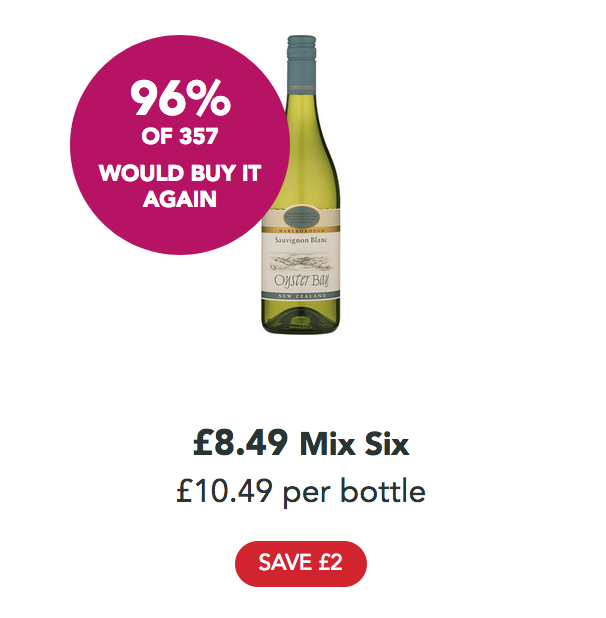 96%
OF 357
WOULD BUY IT
AGAIN
MARLBOROUGH
Sauvignon Blanc
Oyster Bay
NEW ZEALAND
£8.49 Mix Six
£10.49 per bottle
SAVE £2